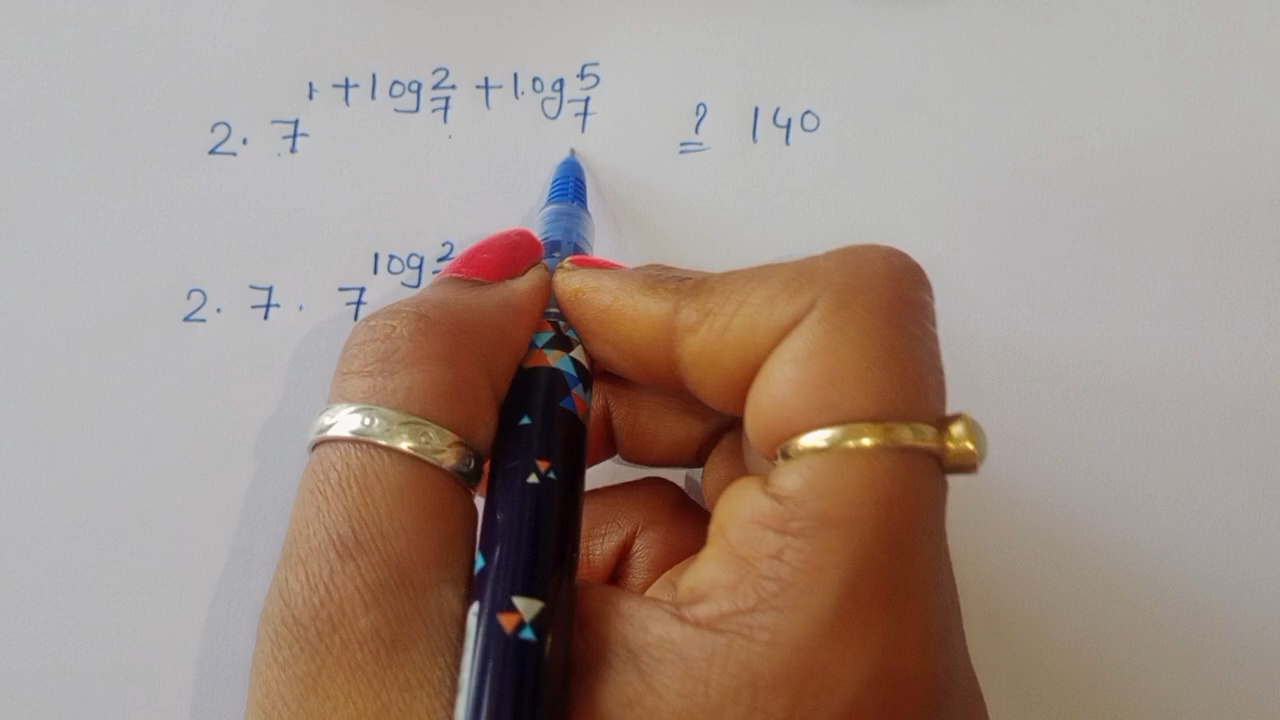 2. 7^{1 + log 2/7 + log 5/7} ? = 140
2. 7. 7^{log 2